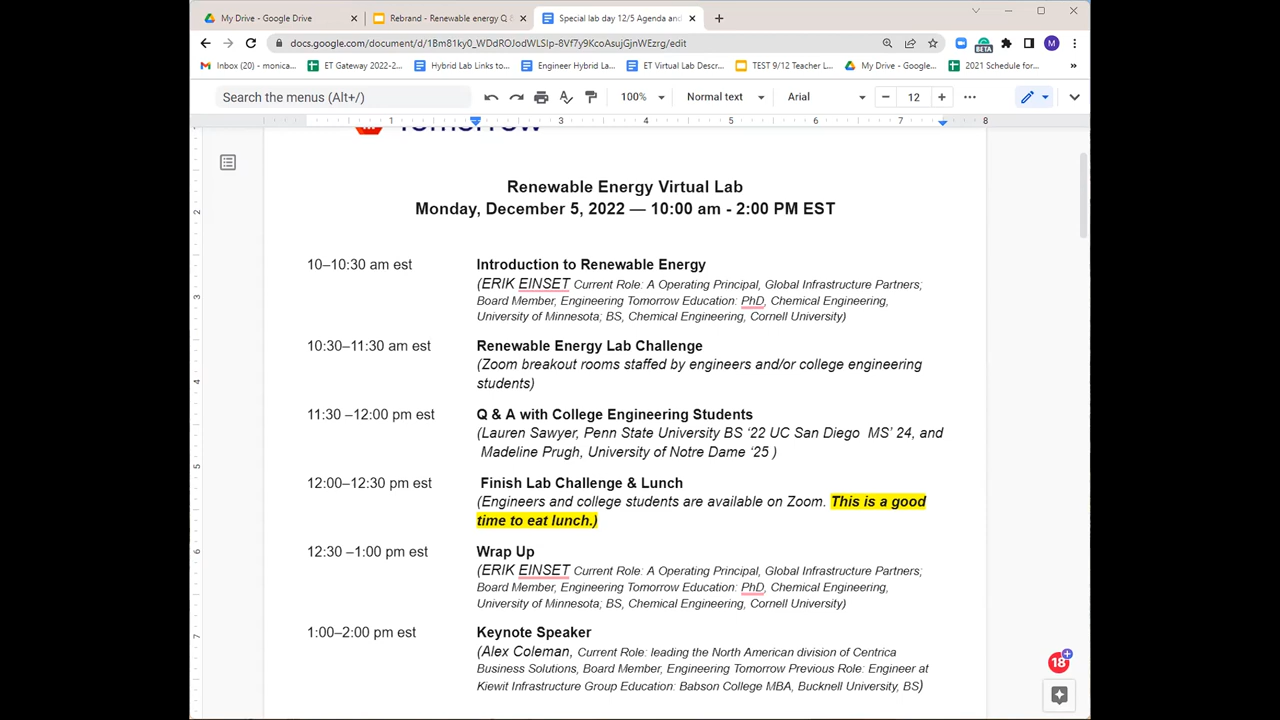 My Drive - Google Drive
Rebrand - Renewable energy Q &
Special lab day 12/5 Agenda and
docs.google.com/document/d/1Bm81ky0_WDdROJodWLSIp-8Vf7y9KcoAsujGjnWEzrg/edit
BETA
M
Inbox (20) - monica...
ET Gateway 2022-2...
Hybrid Lab Links to...
Engineer Hybrid La...
ET Virtual Lab Descr...
TEST 9/12 Teacher L...
My Drive - Google...
2021 Schedule for...
»
Search the menus (Alt+/)
100%
Normal text
Arial
12
1 2 3 4 5 6 7 8
Tomorrow
Renewable Energy Virtual Lab
Monday, December 5, 2022 — 10:00 am - 2:00 PM EST
10–10:30 am est
Introduction to Renewable Energy
(ERIK EINSET Current Role: A Operating Principal, Global Infrastructure Partners;
Board Member, Engineering Tomorrow Education: PhD, Chemical Engineering,
University of Minnesota; BS, Chemical Engineering, Cornell University)
10:30–11:30 am est
Renewable Energy Lab Challenge
(Zoom breakout rooms staffed by engineers and/or college engineering
students)
11:30 –12:00 pm est
Q & A with College Engineering Students
(Lauren Sawyer, Penn State University BS ‘22 UC San Diego MS’ 24, and
Madeline Prugh, University of Notre Dame ‘25 )
12:00–12:30 pm est
Finish Lab Challenge & Lunch
(Engineers and college students are available on Zoom. This is a good
time to eat lunch.)
12:30 –1:00 pm est
Wrap Up
(ERIK EINSET Current Role: A Operating Principal, Global Infrastructure Partners;
Board Member, Engineering Tomorrow Education: PhD, Chemical Engineering,
University of Minnesota; BS, Chemical Engineering, Cornell University)
1:00–2:00 pm est
Keynote Speaker
(Alex Coleman, Current Role: leading the North American division of Centrica
Business Solutions, Board Member, Engineering Tomorrow Previous Role: Engineer at
Kiewit Infrastructure Group Education: Babson College MBA, Bucknell University, BS)
18